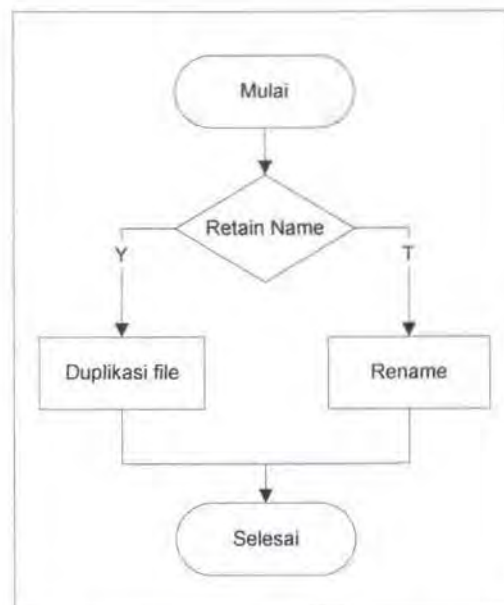 Mulai
Retain Name
Y
T
Duplikasi file
Rename
Selesai